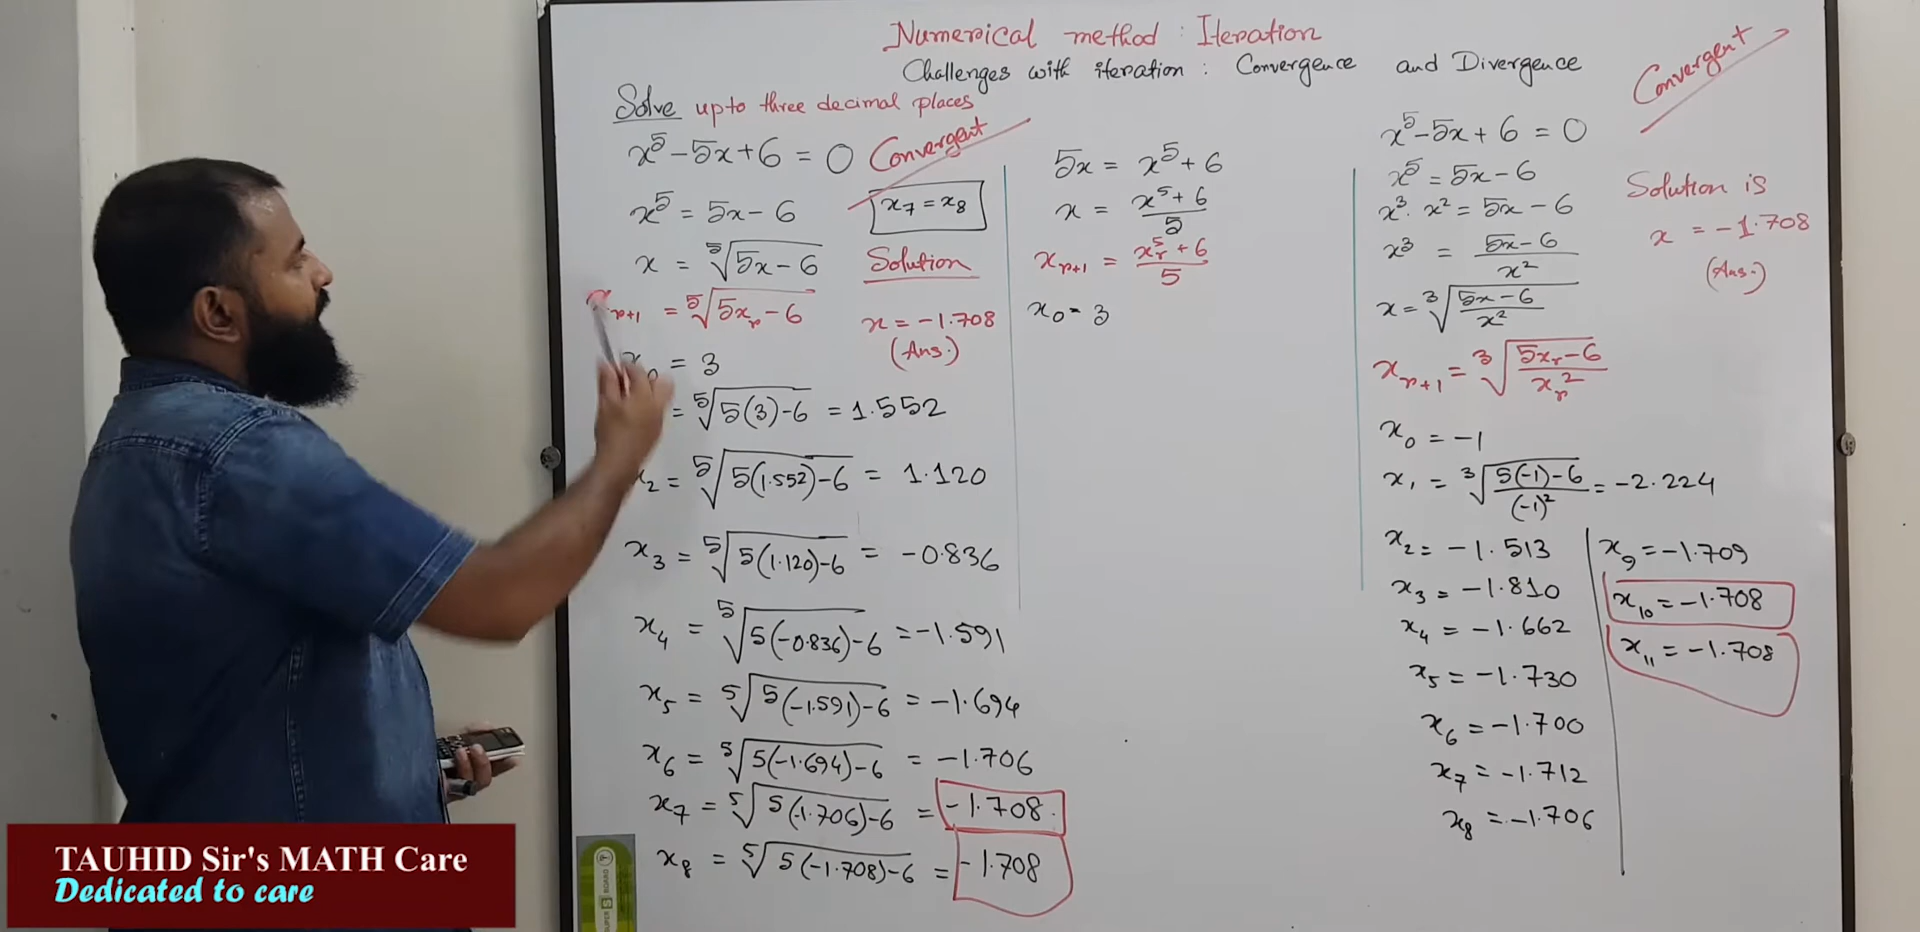 Numerical method : Iteration
Challenges with iteration : Convergence and Divergence
Solve upto three decimal places
x⁵ - 5x + 6 = 0 Convergent
x⁵ = 5x - 6
x₇ = x₈
x = ⁵√(5x - 6)
xᵣ₊₁ = ⁵√(5xᵣ - 6)
Solution
x = -1.708
(Ans.)
x₀ = 3
= ⁵√(5(3) - 6) = 1.552
x₂ = ⁵√(5(1.552) - 6) = 1.120
x₃ = ⁵√(5(1.120) - 6) = -0.836
x₄ = ⁵√(5(-0.836) - 6) = -1.591
x₅ = ⁵√(5(-1.591) - 6) = -1.694
x₆ = ⁵√(5(-1.694) - 6) = -1.706
x₇ = ⁵√(5(-1.706) - 6) = -1.708
x₈ = ⁵√(5(-1.708) - 6) = -1.708
5x = x⁵ + 6
x = (x⁵ + 6)/5
xᵣ₊₁ = (xᵣ⁵ + 6)/5
x₀ = 3
Convergent
x⁵ - 5x + 6 = 0
x⁵ = 5x - 6
x³. x² = 5x - 6
x³ = (5x - 6)/x²
x = ³√((5x - 6)/x²)
xᵣ₊₁ = ³√((5xᵣ - 6)/xᵣ²)
x₀ = -1
x₁ = ³√((5(-1) - 6)/(-1)²) = -2.224
x₂ = -1.513
x₃ = -1.810
x₄ = -1.662
x₅ = -1.730
x₆ = -1.700
x₇ = -1.712
x₈ = -1.706
x₉ = -1.709
x₁₀ = -1.708
x₁₁ = -1.708
Solution is
x = -1.708
(Ans.)
TAUHID Sir's MATH Care
Dedicated to care
SUPER S BOARD